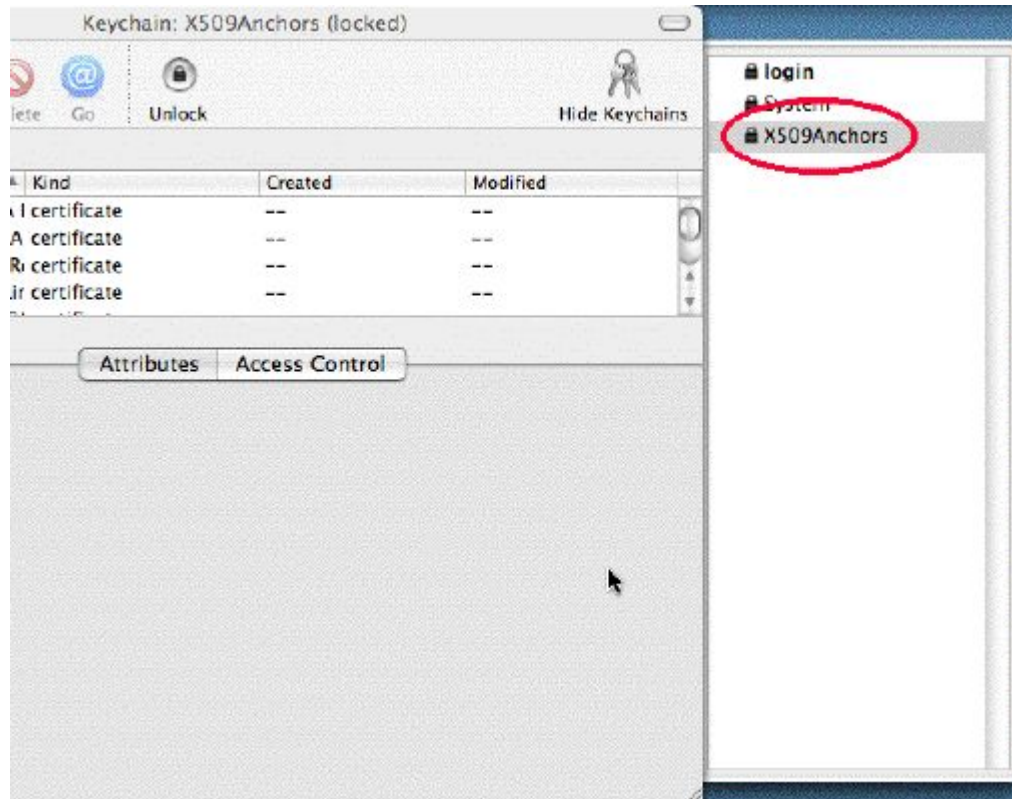 Keychain: X509Anchors (locked)
Go
Unlock
Hide Keychains
Kind
Created
Modified
certificate
--
--
A certificate
--
--
certificate
--
--
certificate
--
--
Attributes
Access Control
login
System
X509Anchors